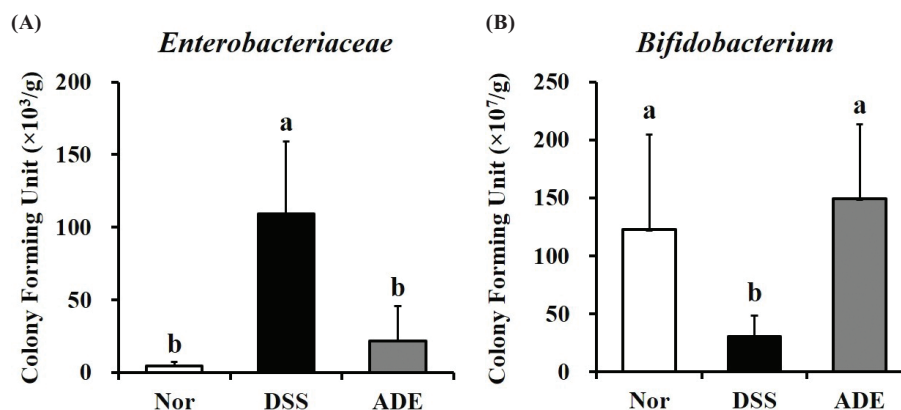 (A)
Enterobacteriaceae
Colony Forming Unit (×10³/g)
200
150
100
50
0
b
a
b
Nor DSS ADE
(B)
Bifidobacterium
Colony Forming Unit (×10⁷/g)
250
200
150
100
50
0
a
b
a
Nor DSS ADE